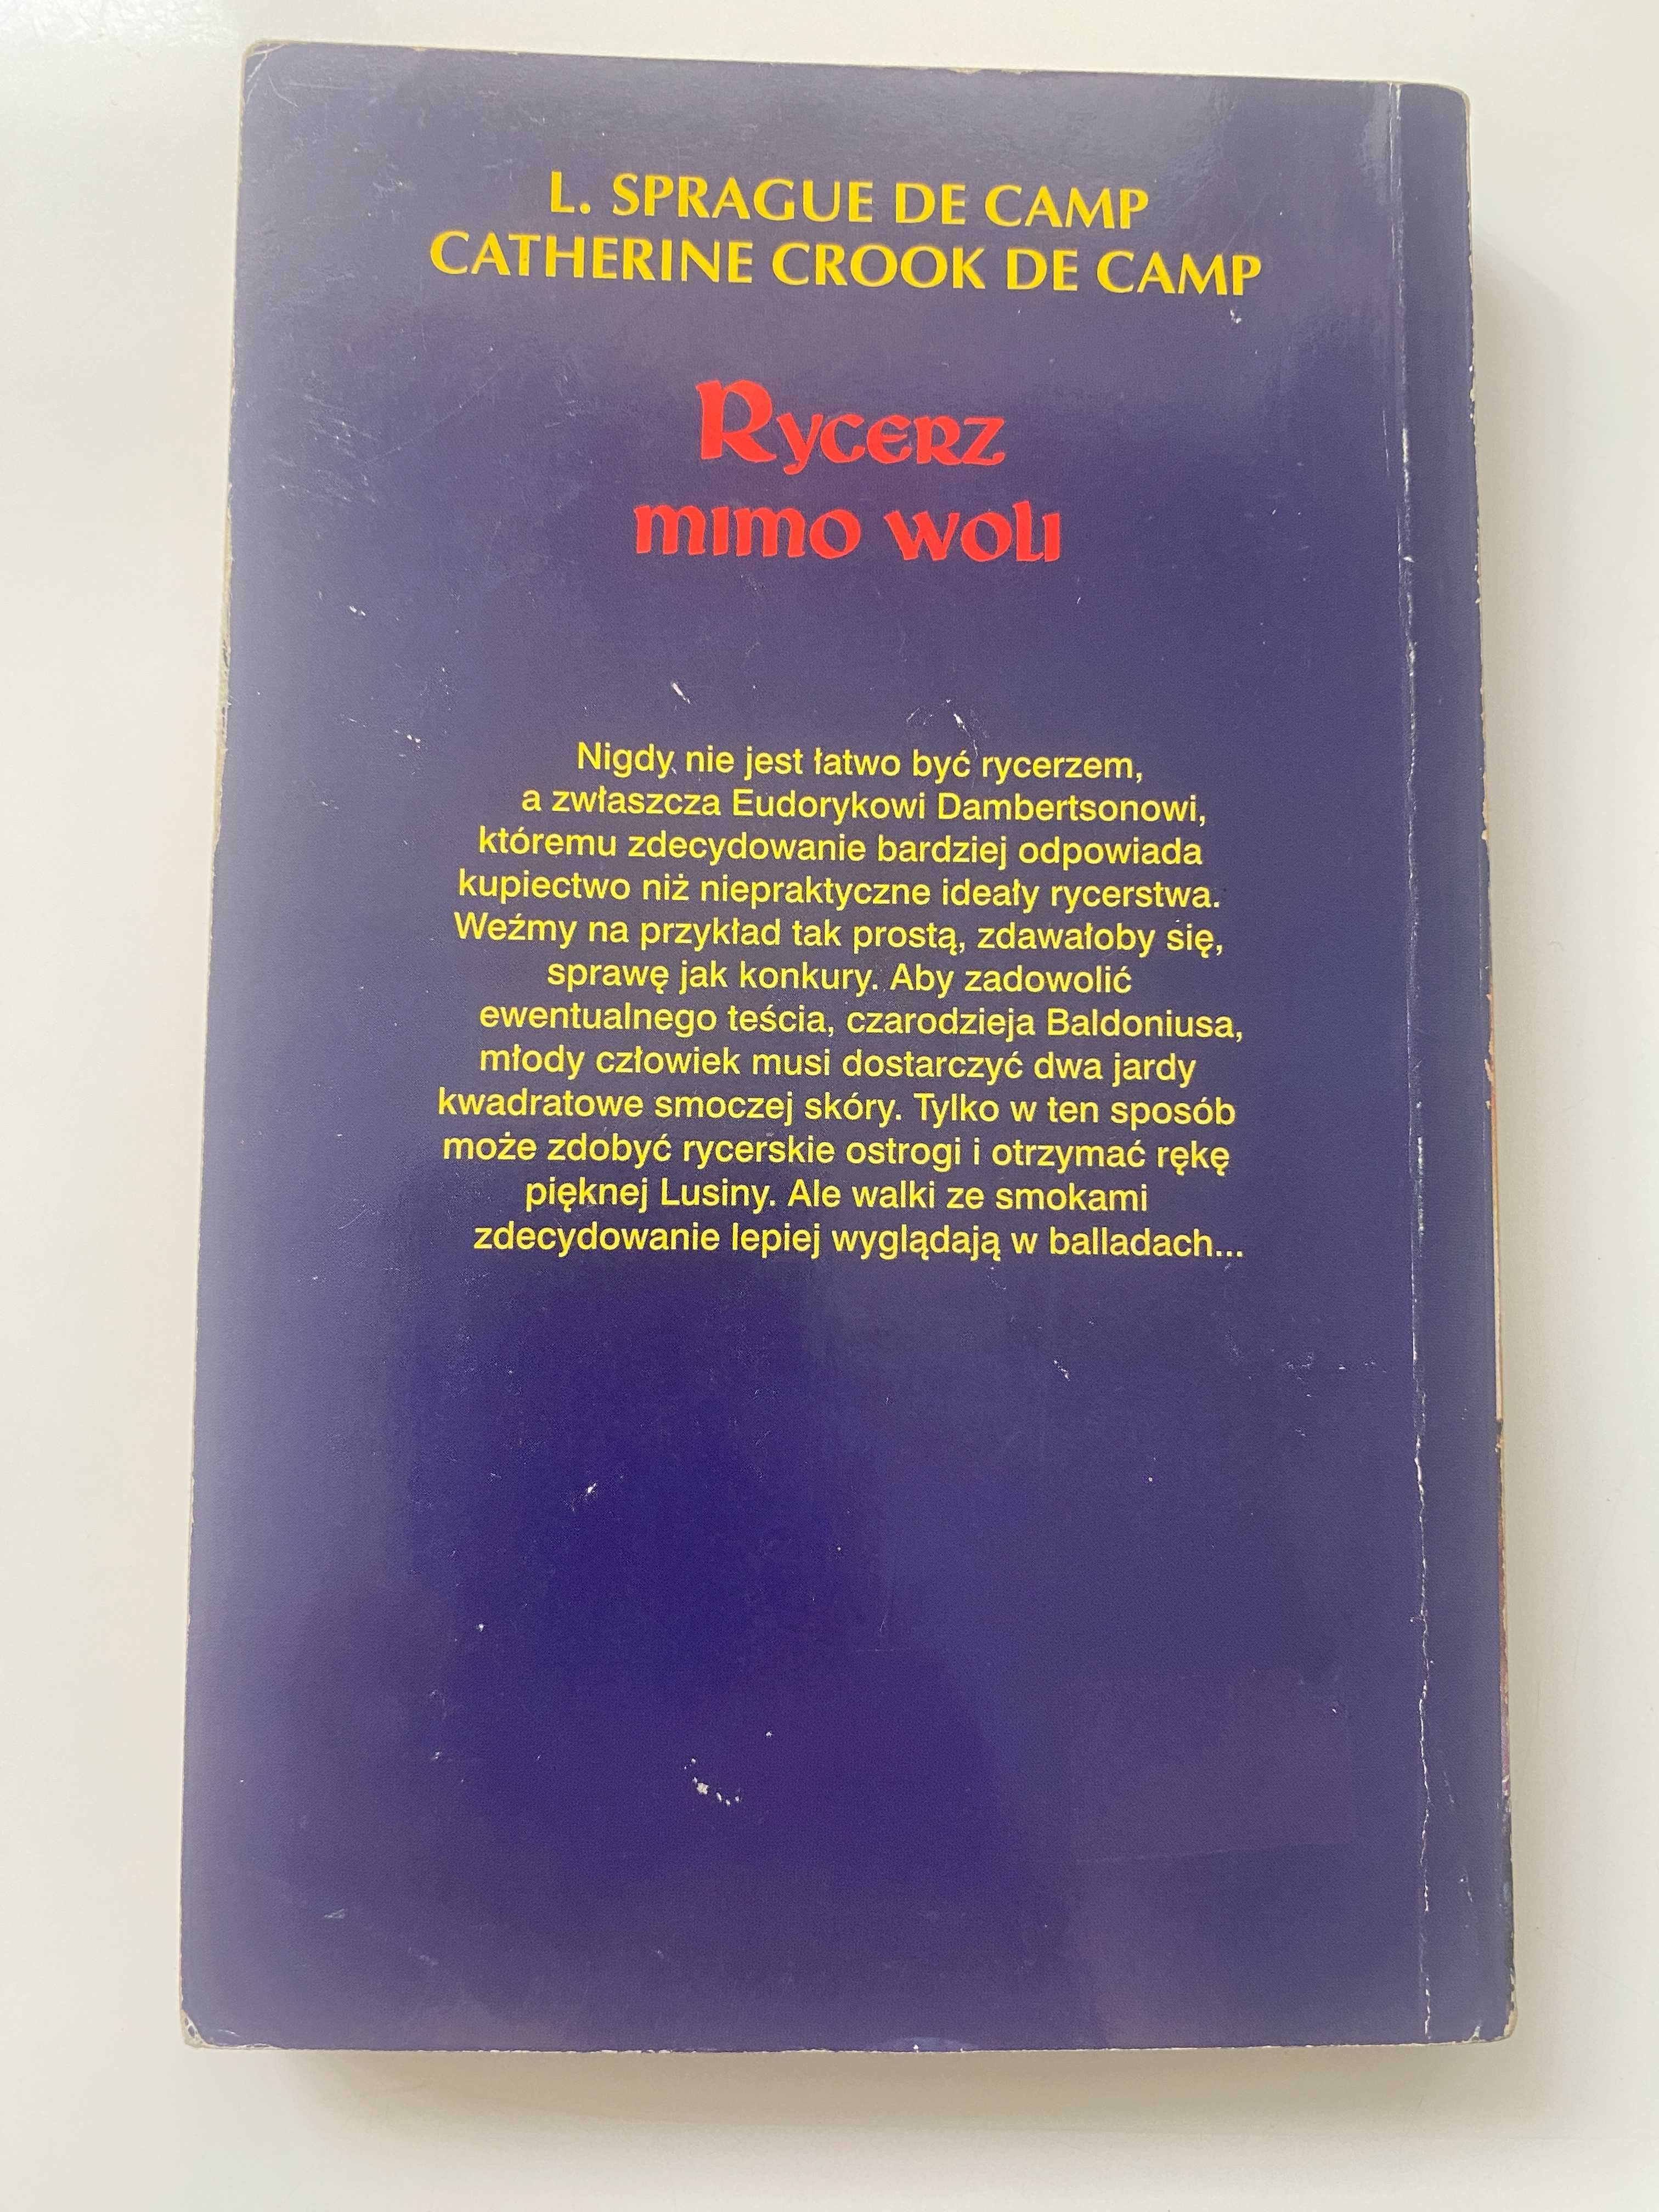 L. SPRAGUE DE CAMP
CATHERINE CROOK DE CAMP
Rycerz
mimo woli
Nigdy nie jest łatwo być rycerzem,
a zwłaszcza Eudorykowi Dambertsonowi,
któremu zdecydowanie bardziej odpowiada
kupiectwo niż niepraktyczne ideały rycerstwa.
Weźmy na przykład tak prostą, zdawałoby się,
sprawę jak konkury. Aby zadowolić
ewentualnego teścia, czarodzieja Baldoniusa,
młody człowiek musi dostarczyć dwa jardy
kwadratowe smoczej skóry. Tylko w ten sposób
może zdobyć rycerskie ostrogi i otrzymać rękę
pięknej Lusiny. Ale walki ze smokami
zdecydowanie lepiej wyglądają w balladach...